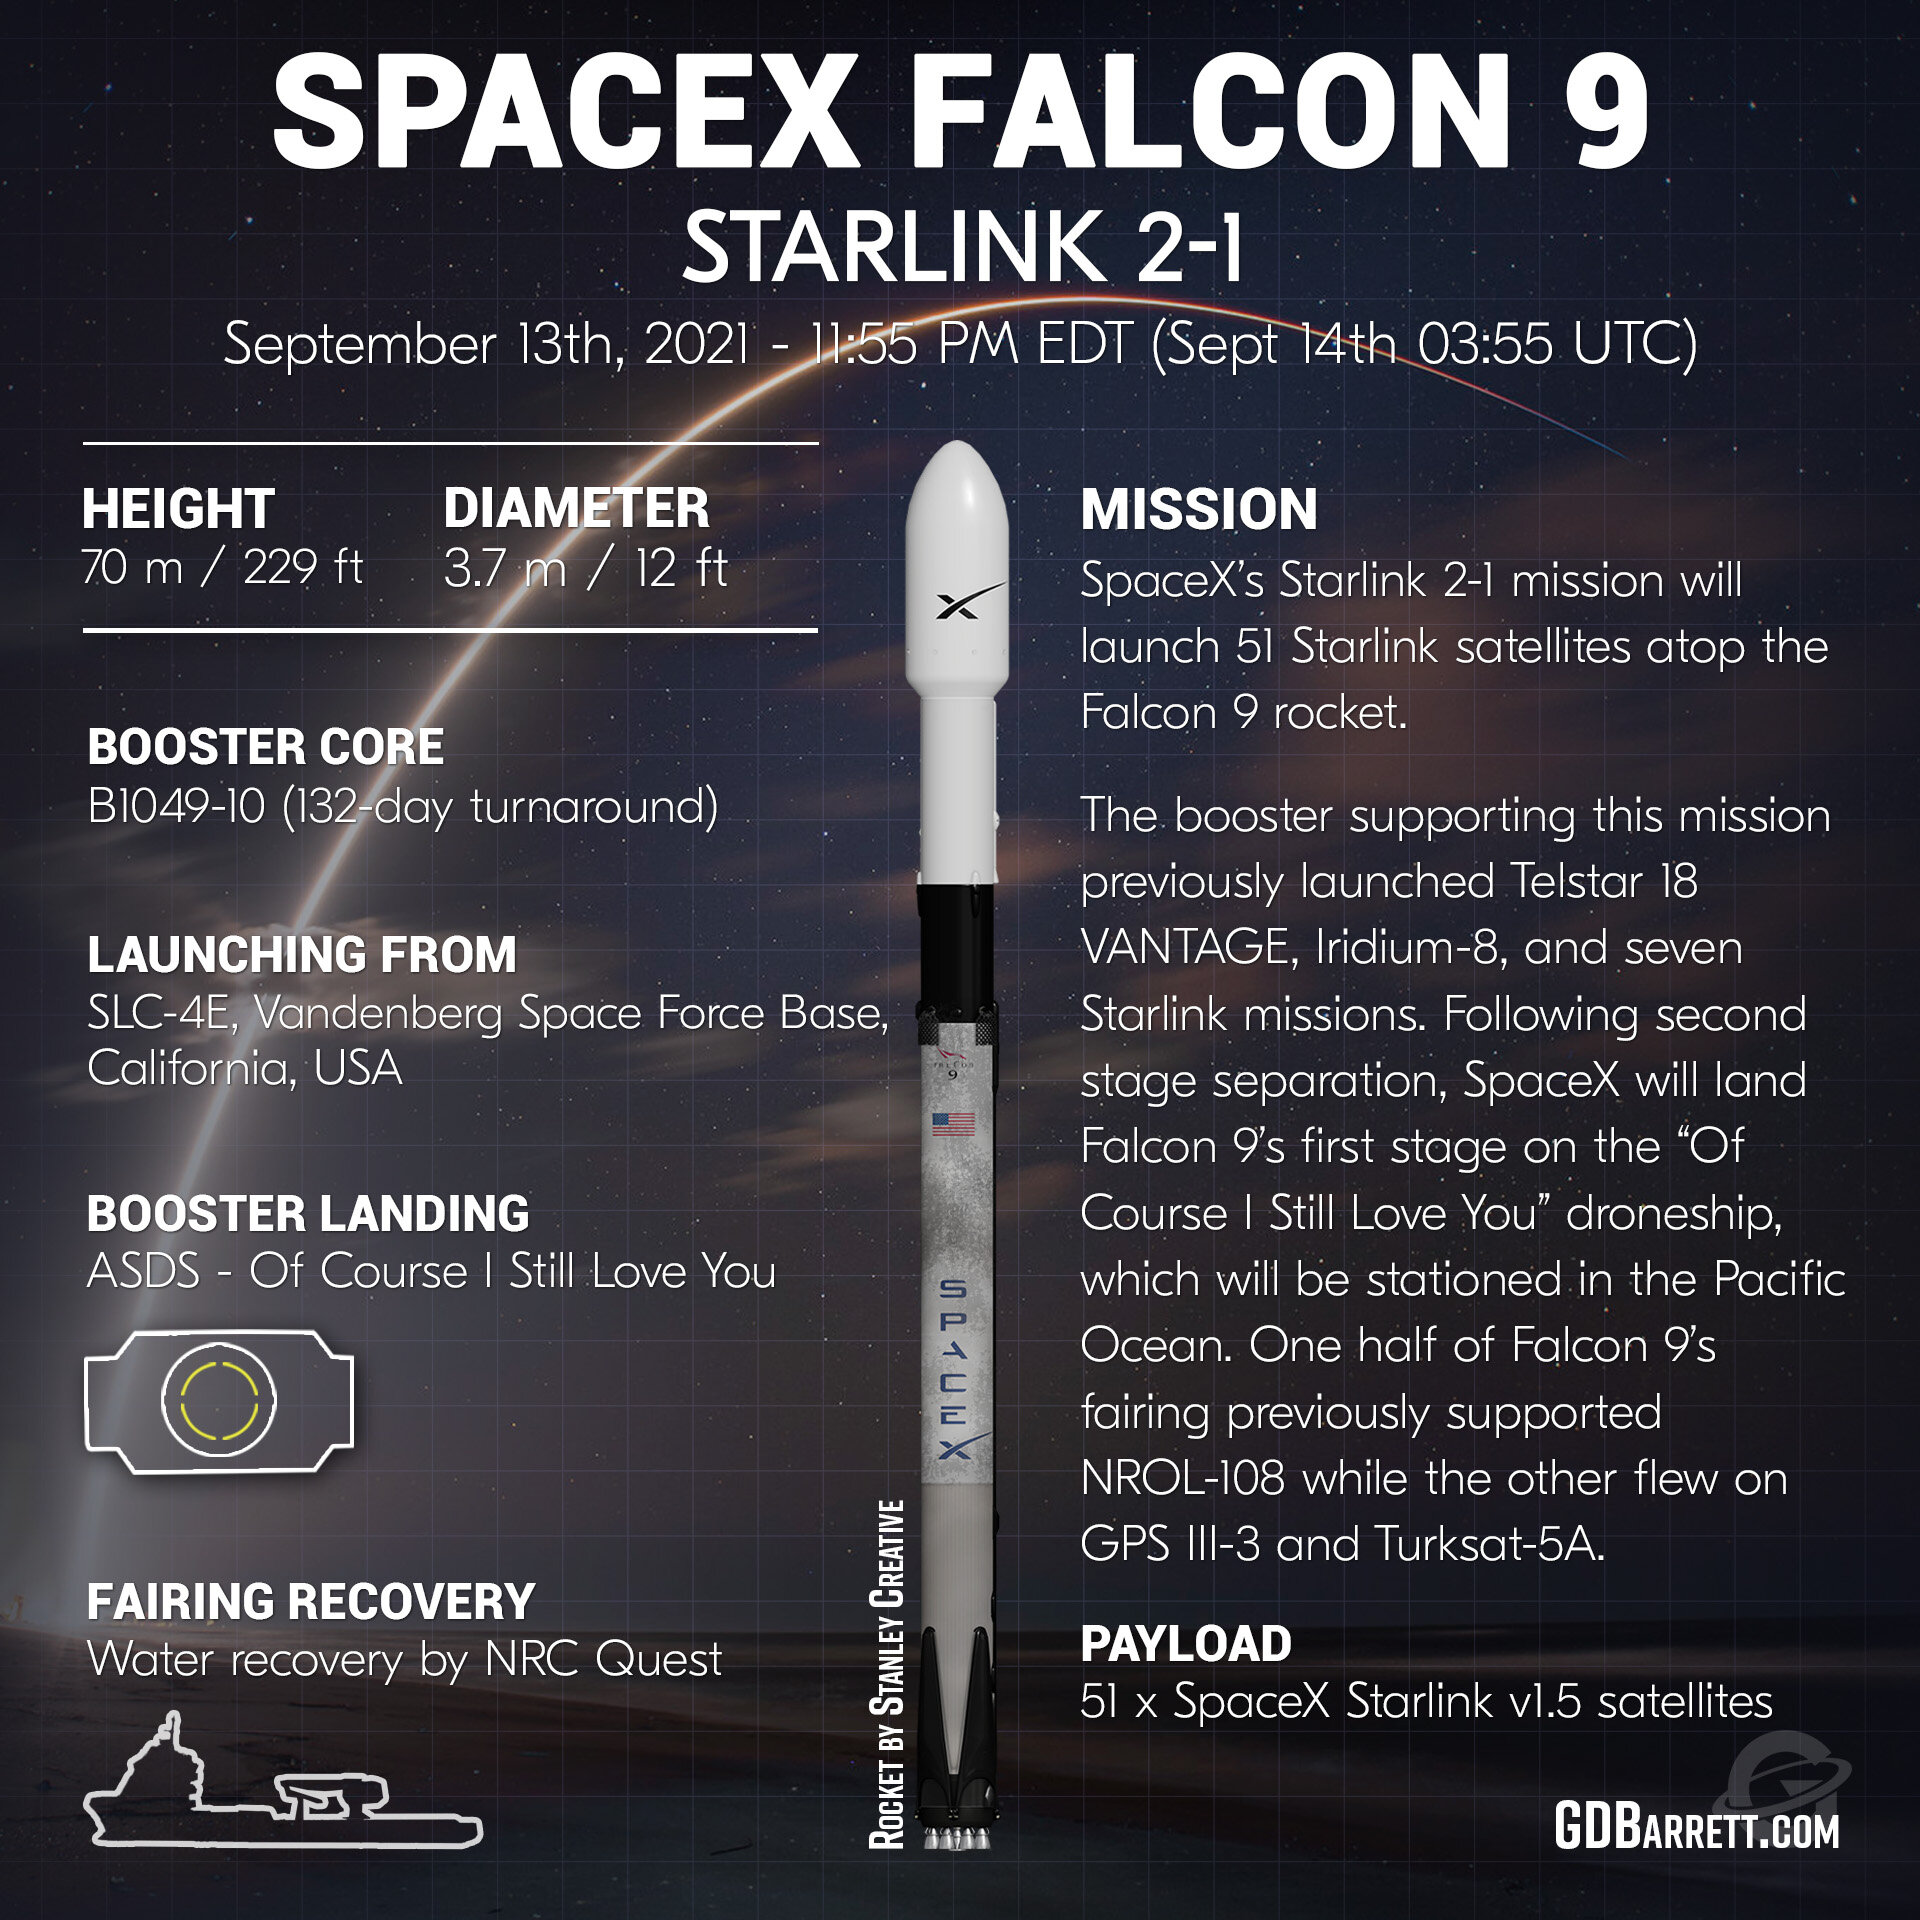 SPACEX FALCON 9
STARLINK 2-1
September 13th, 2021 - 11:55 PM EDT (Sept 14th 03:55 UTC)
HEIGHT
70 m / 229 ft
DIAMETER
3.7 m / 12 ft
BOOSTER CORE
B1049-10 (132-day turnaround)
LAUNCHING FROM
SLC-4E, Vandenberg Space Force Base,
California, USA
BOOSTER LANDING
ASDS - Of Course I Still Love You
FAIRING RECOVERY
Water recovery by NRC Quest
FALCON
9
SPACEX
ROCKET BY STANLEY CREATIVE
MISSION
SpaceX's Starlink 2-1 mission will
launch 51 Starlink satellites atop the
Falcon 9 rocket.
The booster supporting this mission
previously launched Telstar 18
VANTAGE, Iridium-8, and seven
Starlink missions. Following second
stage separation, SpaceX will land
Falcon 9's first stage on the “Of
Course I Still Love You” droneship,
which will be stationed in the Pacific
Ocean. One half of Falcon 9's
fairing previously supported
NROL-108 while the other flew on
GPS III-3 and Turksat-5A.
PAYLOAD
51 x SpaceX Starlink v1.5 satellites
GDBARRETT.COM